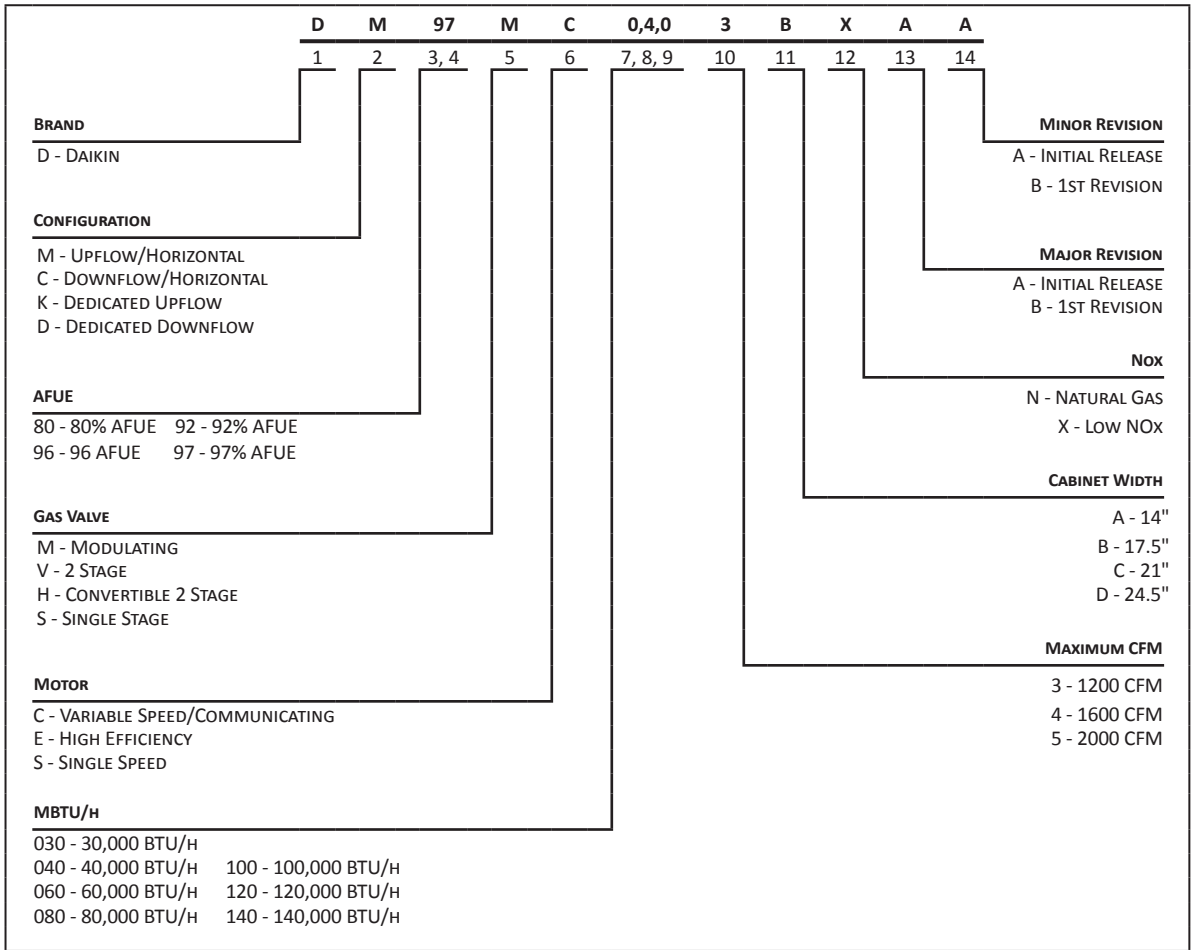 D M 97 M C 0,4,0 3 B X A A
1 2 3, 4 5 6 7, 8, 9 10 11 12 13 14
BRAND
D - DAIKIN
CONFIGURATION
M - UPFLOW/HORIZONTAL
C - DOWNFLOW/HORIZONTAL
K - DEDICATED UPFLOW
D - DEDICATED DOWNFLOW
AFUE
80 - 80% AFUE 92 - 92% AFUE
96 - 96 AFUE 97 - 97% AFUE
GAS VALVE
M - MODULATING
V - 2 STAGE
H - CONVERTIBLE 2 STAGE
S - SINGLE STAGE
MOTOR
C - VARIABLE SPEED/COMMUNICATING
E - HIGH EFFICIENCY
S - SINGLE SPEED
MBTU/H
030 - 30,000 BTU/H
040 - 40,000 BTU/H 100 - 100,000 BTU/H
060 - 60,000 BTU/H 120 - 120,000 BTU/H
080 - 80,000 BTU/H 140 - 140,000 BTU/H
MINOR REVISION
A - INITIAL RELEASE
B - 1ST REVISION
MAJOR REVISION
A - INITIAL RELEASE
B - 1ST REVISION
NOX
N - NATURAL GAS
X - LOW NOX
CABINET WIDTH
A - 14"
B - 17.5"
C - 21"
D - 24.5"
MAXIMUM CFM
3 - 1200 CFM
4 - 1600 CFM
5 - 2000 CFM